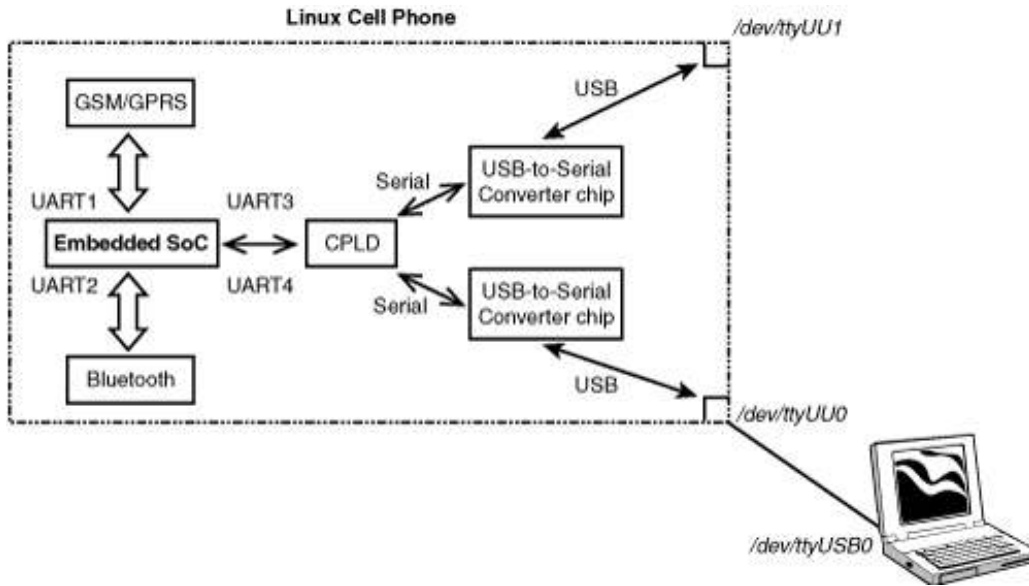 Linux Cell Phone
/dev/ttyUU1
GSM/GPRS
USB
USB-to-Serial
Converter chip
Serial
UART1
UART3
Embedded SoC
CPLD
UART2
UART4
Serial
USB-to-Serial
Converter chip
Bluetooth
USB
/dev/ttyUU0
/dev/ttyUSB0